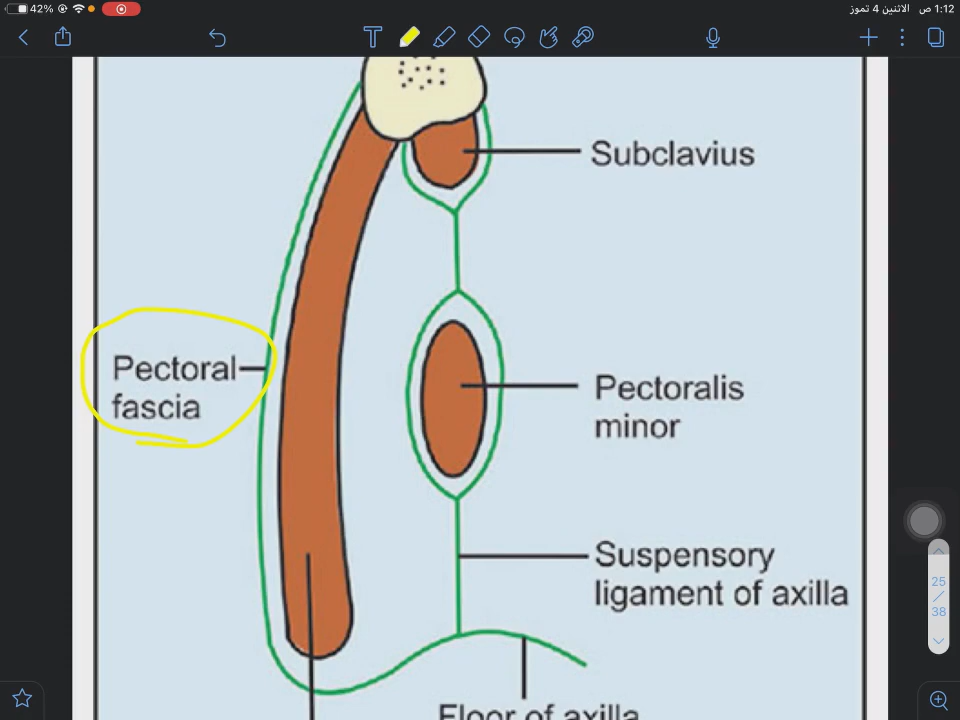 42%
1:12 ص الاثنين 4 تموز
T
Subclavius
Pectoral
fascia
Pectoralis
minor
Suspensory
ligament of axilla
Floor of axilla
25
/
38